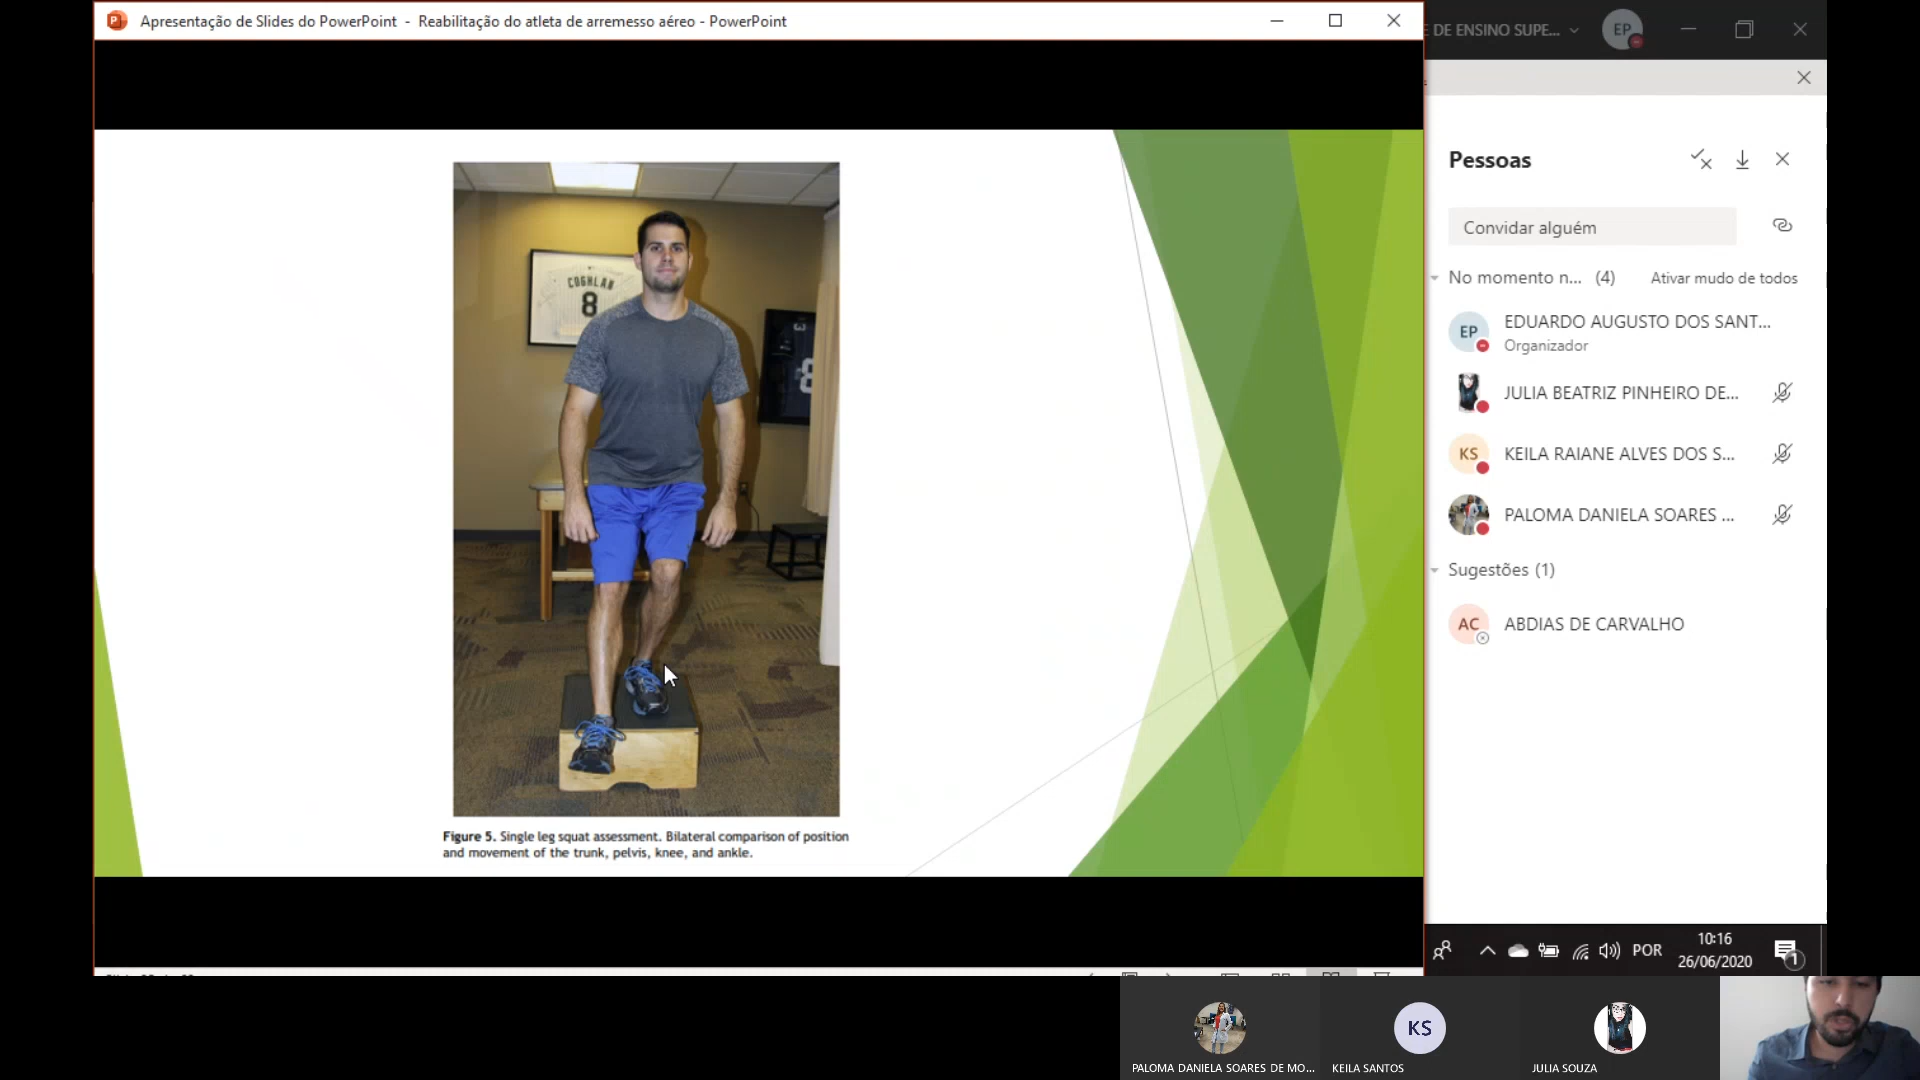 Apresentação de Slides do PowerPoint - Reabilitação do atleta de arremesso aéreo - PowerPoint
DE ENSINO SUPE...
EP
COGHLAN
8
8
Figure 5. Single leg squat assessment. Bilateral comparison of position
and movement of the trunk, pelvis, knee, and ankle.
Pessoas
Convidar alguém
No momento n... (4) Ativar mudo de todos
EP
EDUARDO AUGUSTO DOS SANT...
Organizador
JULIA BEATRIZ PINHEIRO DE...
KS
KEILA RAIANE ALVES DOS S...
PALOMA DANIELA SOARES ...
Sugestões (1)
AC
ABDIAS DE CARVALHO
POR
10:16
26/06/2020
1
KS
PALOMA DANIELA SOARES DE MO...
KEILA SANTOS
JULIA SOUZA